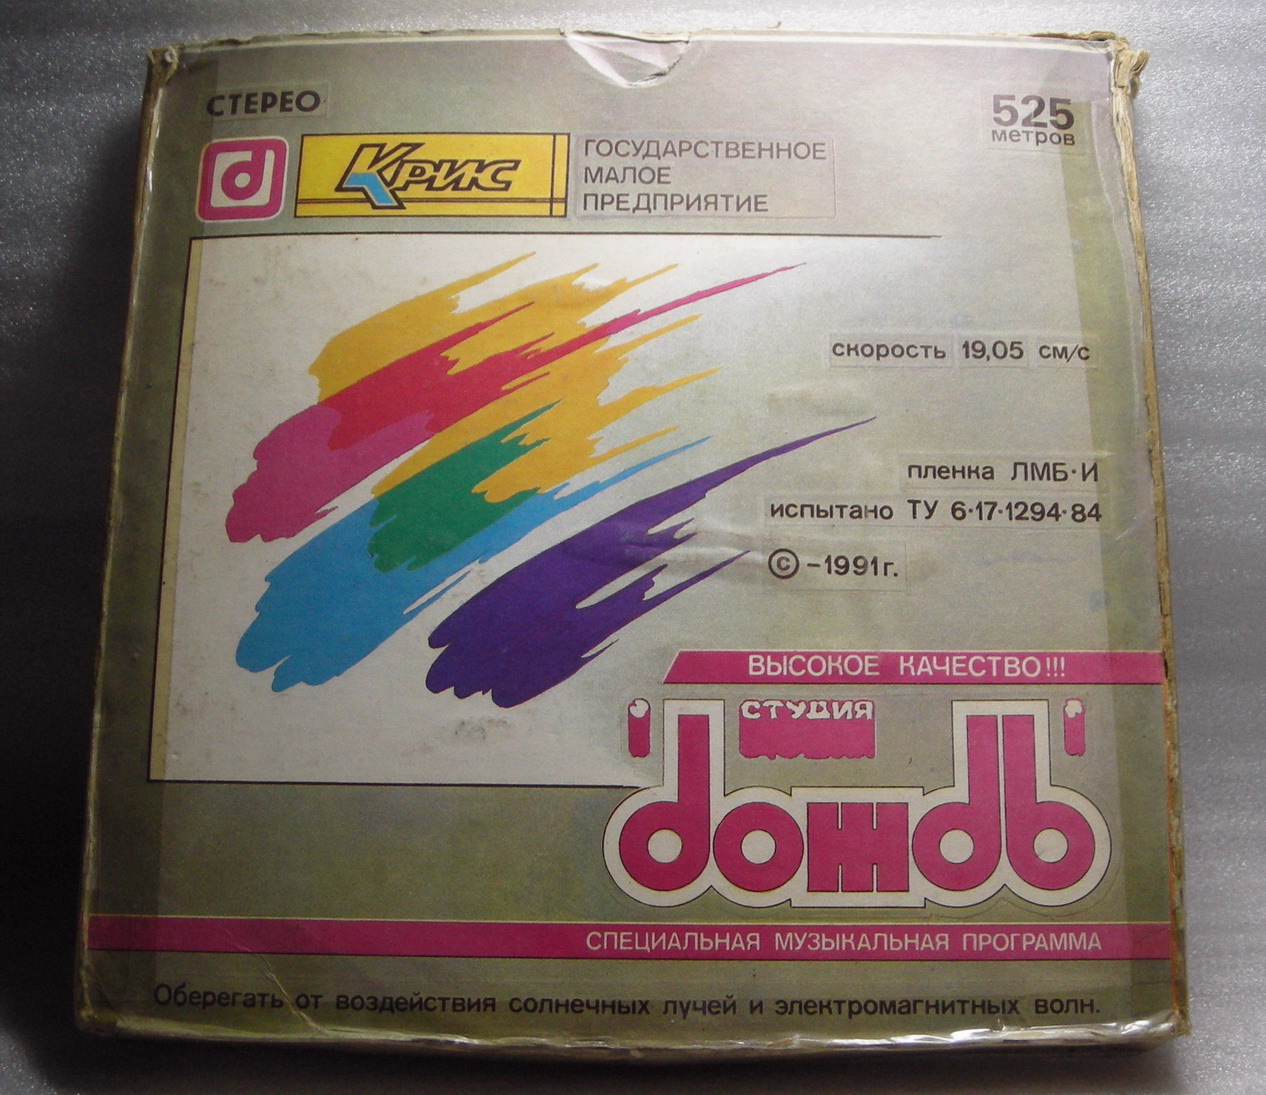 СТЕРЕО
525
метров
d
Крис
ГОСУДАРСТВЕННОЕ
МАЛОЕ
ПРЕДПРИЯТИЕ
скорость 19,05 см/с
пленка ЛМБ·И
испытано ТУ 6·17·1294·84
© –1991г.
ВЫСОКОЕ КАЧЕСТВО!!!
СТУДИЯ
'дождь'
СПЕЦИАЛЬНАЯ МУЗЫКАЛЬНАЯ ПРОГРАММА
Оберегать от воздействия солнечных лучей и электромагнитных волн.